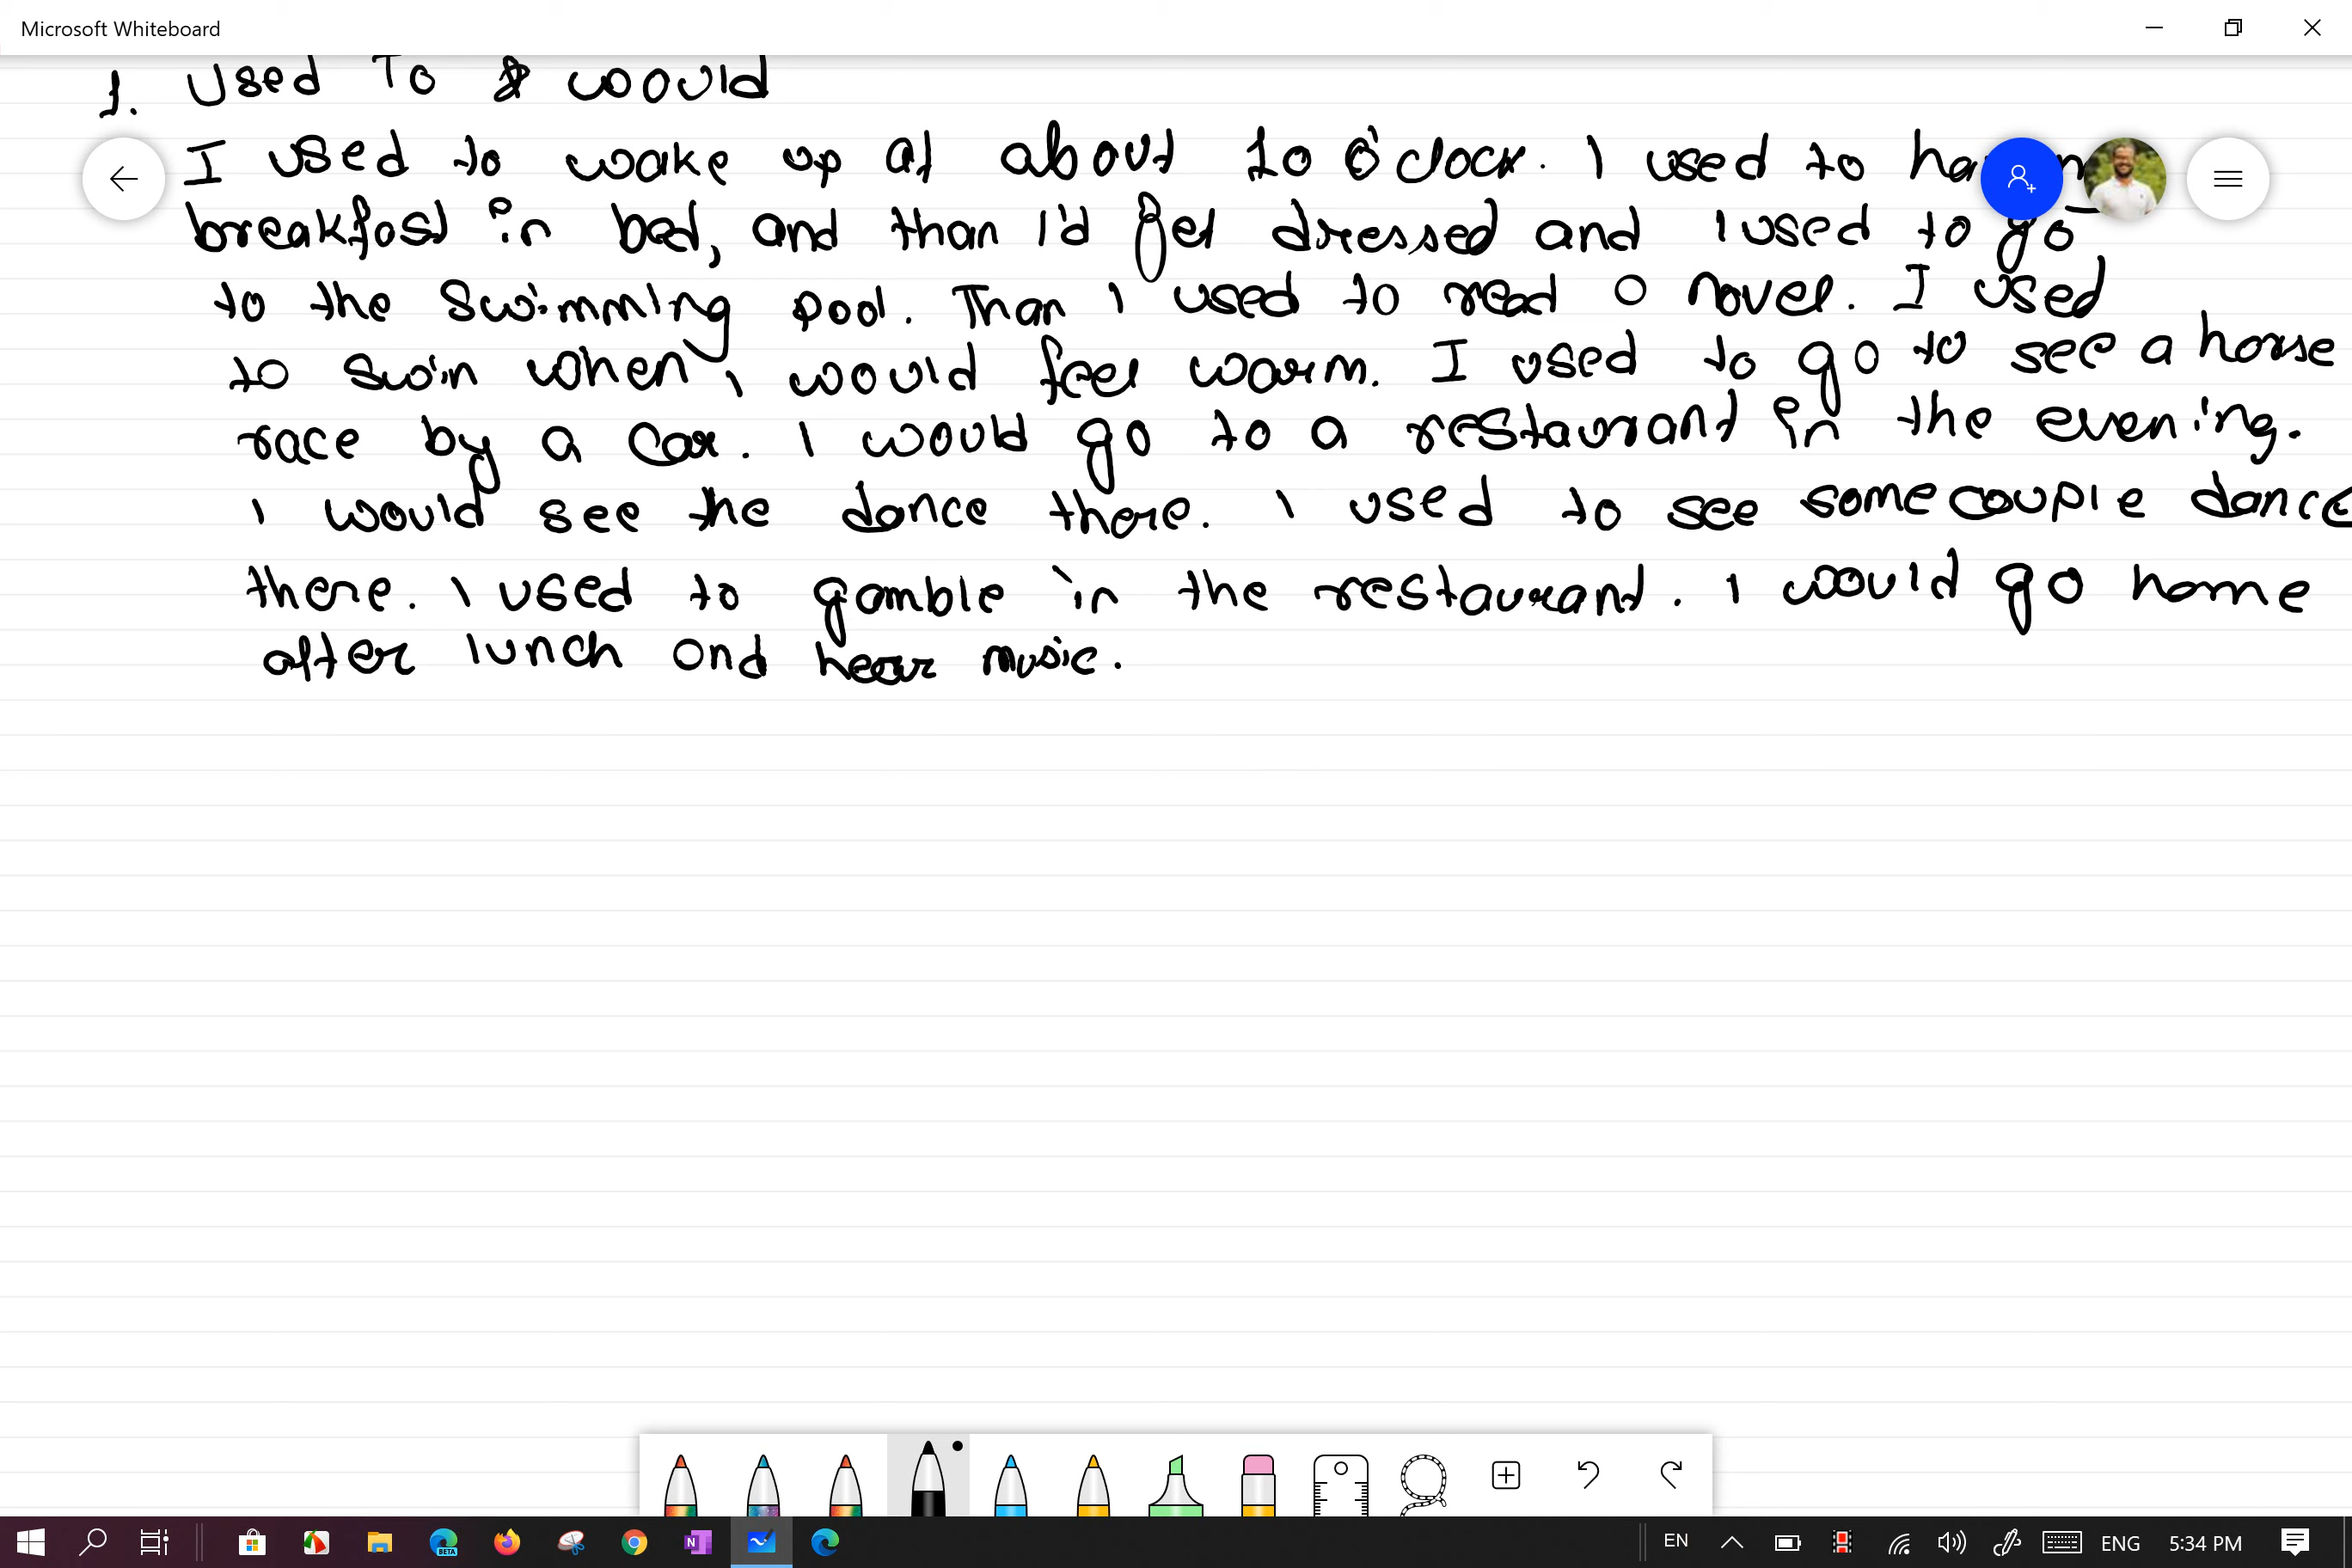 Microsoft Whiteboard
1. Used To & would
I used to wake up at about 10 o'clock. I used to
breakfast in bed, and than I'd get dressed and I used to go
to the swimming pool. Than I used to read a novel. I used
to swim when I would feel warm. I used to go to see a horse
race by a car. I would go to a restaurant in the evening.
I would see the dance there. I used to see some couple dance
there. I used to gamble in the restaurant. I would go home
after lunch and hear music.
EN ENG 5:34 PM
BETA
N